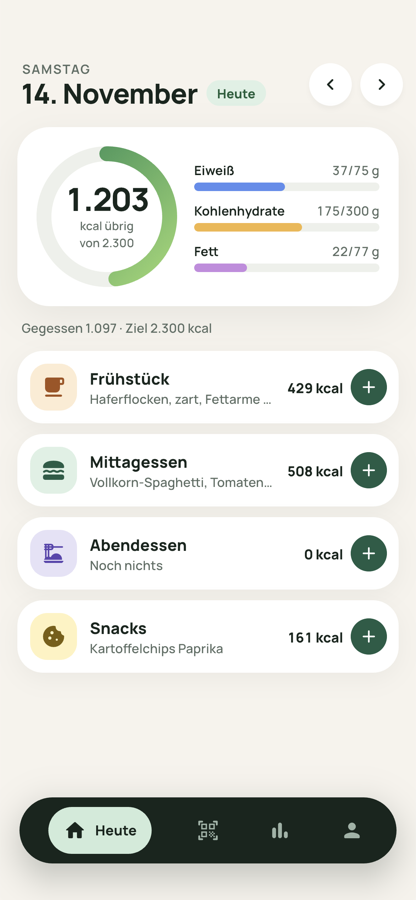 SAMSTAG
14. November
Heute
1.203
kcal übrig
von 2.300
Eiweiß 37/75 g
Kohlenhydrate 175/300 g
Fett 22/77 g
Gegessen 1.097 · Ziel 2.300 kcal
Frühstück
Haferflocken, zart, Fettarme ...
429 kcal
Mittagessen
Vollkorn-Spaghetti, Tomaten...
508 kcal
Abendessen
Noch nichts
0 kcal
Snacks
Kartoffelchips Paprika
161 kcal
Heute